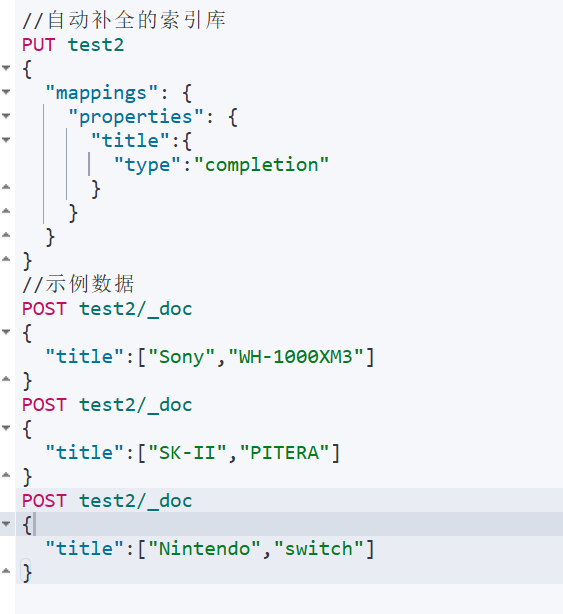 //自动补全的索引库
PUT test2
{
  "mappings": {
    "properties": {
      "title":{
        "type":"completion"
      }
    }
  }
}
//示例数据
POST test2/_doc
{
  "title":["Sony","WH-1000XM3"]
}
POST test2/_doc
{
  "title":["SK-II","PITERA"]
}
POST test2/_doc
{
  "title":["Nintendo","switch"]
}